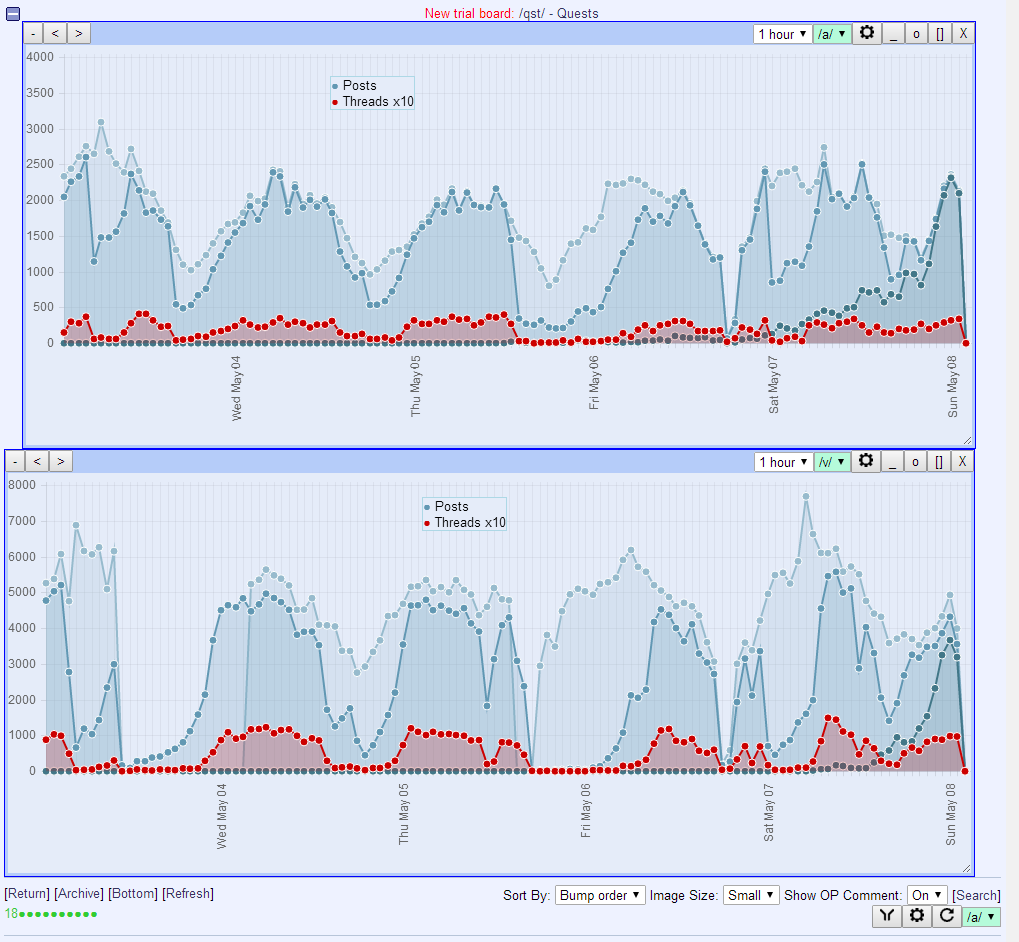 New trial board: /qst/ - Quests
- < > 1 hour ▼ /a/ ▼ _ o [] X
4000
3500
3000
2500
2000
1500
1000
500
0
Posts
Threads x10
Wed May 04
Thu May 05
Fri May 06
Sat May 07
Sun May 08
- < > 1 hour ▼ /v/ ▼ _ o [] X
8000
7000
6000
5000
4000
3000
2000
1000
0
Posts
Threads x10
Wed May 04
Thu May 05
Fri May 06
Sat May 07
Sun May 08
[Return] [Archive] [Bottom] [Refresh] Sort By: Bump order ▼ Image Size: Small ▼ Show OP Comment: On ▼ [Search]
18●●●●●●●●●● /a/ ▼